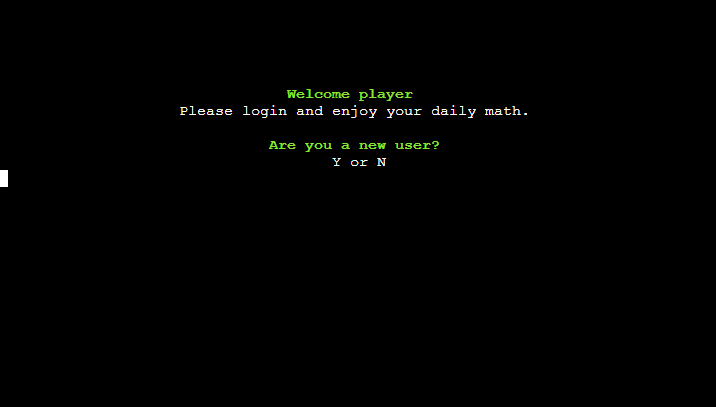 Welcome player
Please login and enjoy your daily math.
Are you a new user?
Y or N